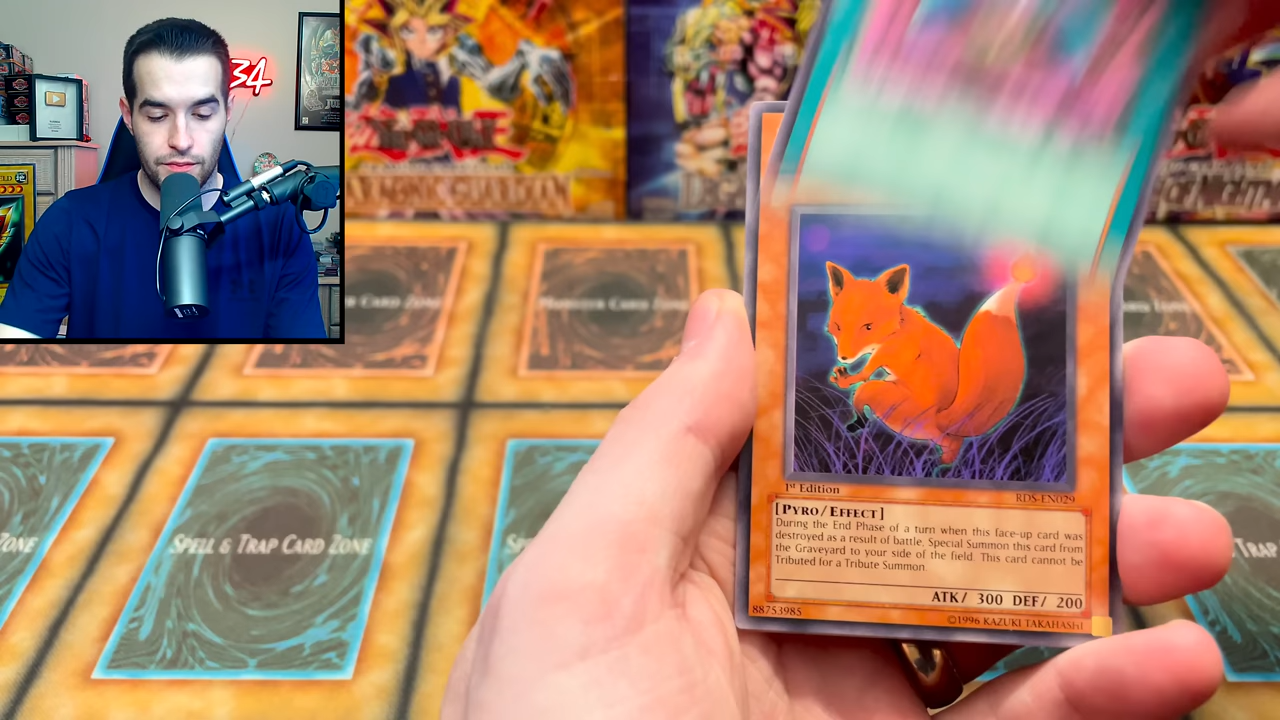 34
MONSTER CARD ZONE
SPELL & TRAP CARD ZONE
ZONE
TRAP
1st Edition
RDS-EN029
[PYRO/EFFECT]
During the End Phase of a turn when this face-up card was
destroyed as a result of battle, Special Summon this card from
the Graveyard to your side of the field. This card cannot be
Tributed for a Tribute Summon.
ATK/ 300 DEF/ 200
88753985
©1996 KAZUKI TAKAHASHI